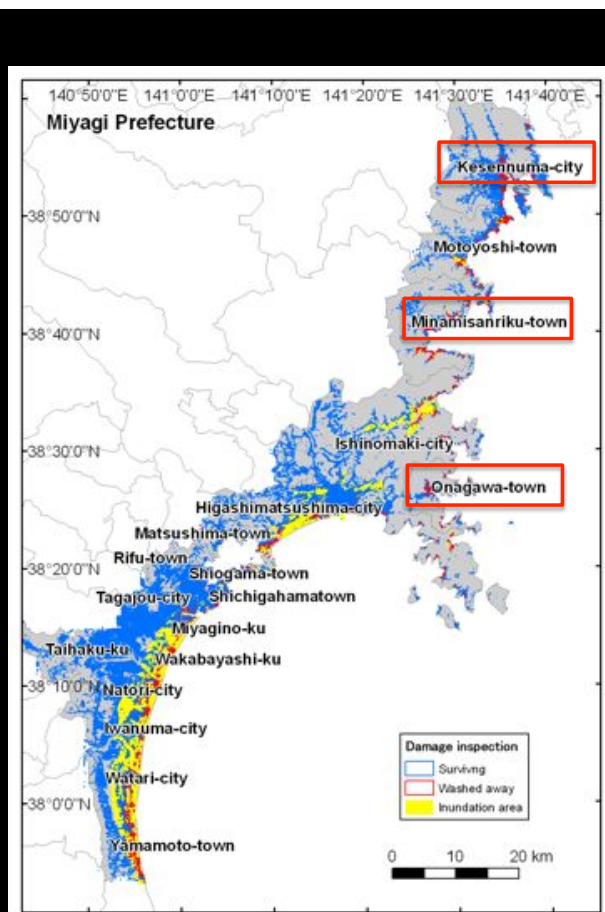 140°50'0"E 141°0'0"E 141°10'0"E 141°20'0"E 141°30'0"E 141°40'0"E
Miyagi Prefecture
Kesennuma-city
38°50'0"N
Motoyoshi-town
Minamisanriku-town
38°40'0"N
Ishinomaki-city
38°30'0"N
Onagawa-town
Higashimatsushima-city
Matsushima-town
Rifu-town
38°20'0"N
Shiogama-town
Tagajou-city Shichigahamatown
Miyagino-ku
Taihaku-ku
Wakabayashi-ku
38°10'0"N
Natori-city
Iwanuma-city
Damage inspection
Survivng
Washed away
Inundation area
Watari-city
38°0'0"N
Yamamoto-town
0 10 20 km